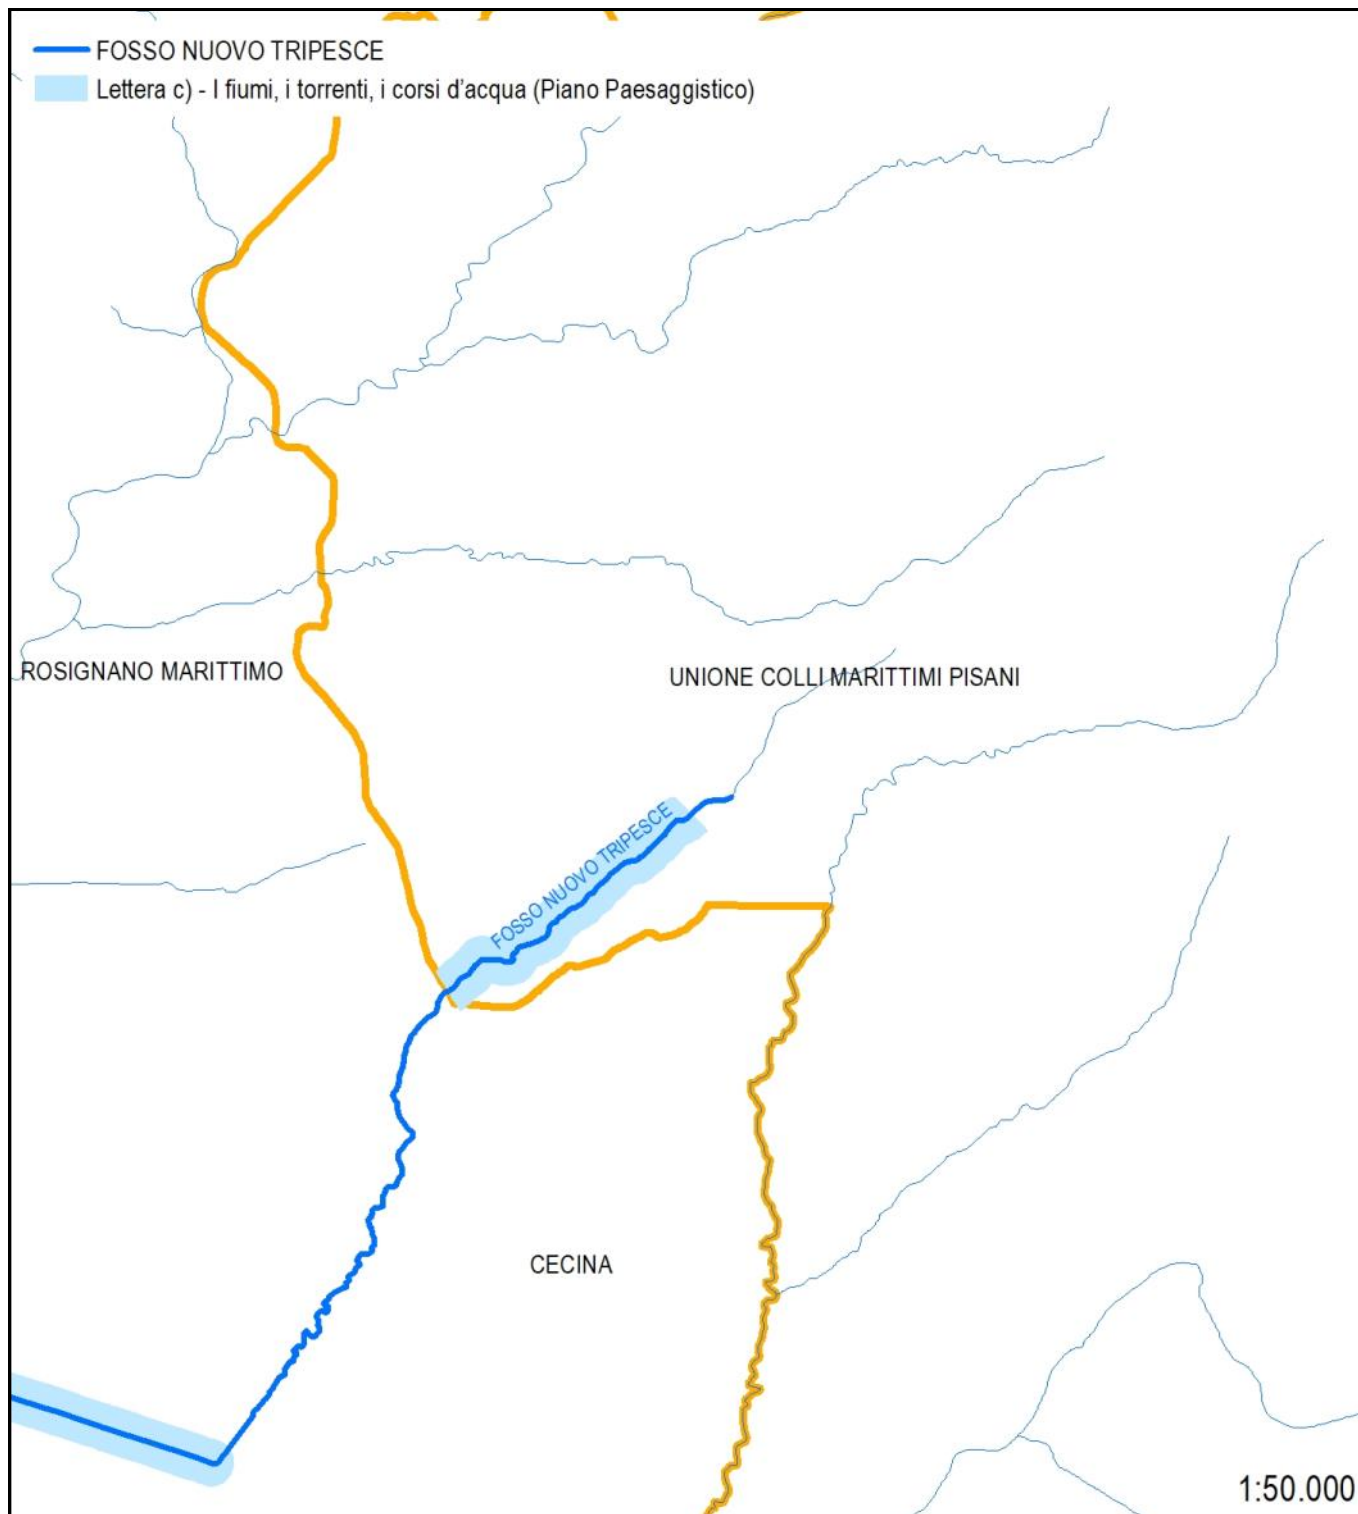 FOSSO NUOVO TRIPESCE
Lettera c) - I fiumi, i torrenti, i corsi d'acqua (Piano Paesaggistico)
ROSIGNANO MARITTIMO
UNIONE COLLI MARITTIMI PISANI
FOSSO NUOVO TRIPESCE
CECINA
1:50.000